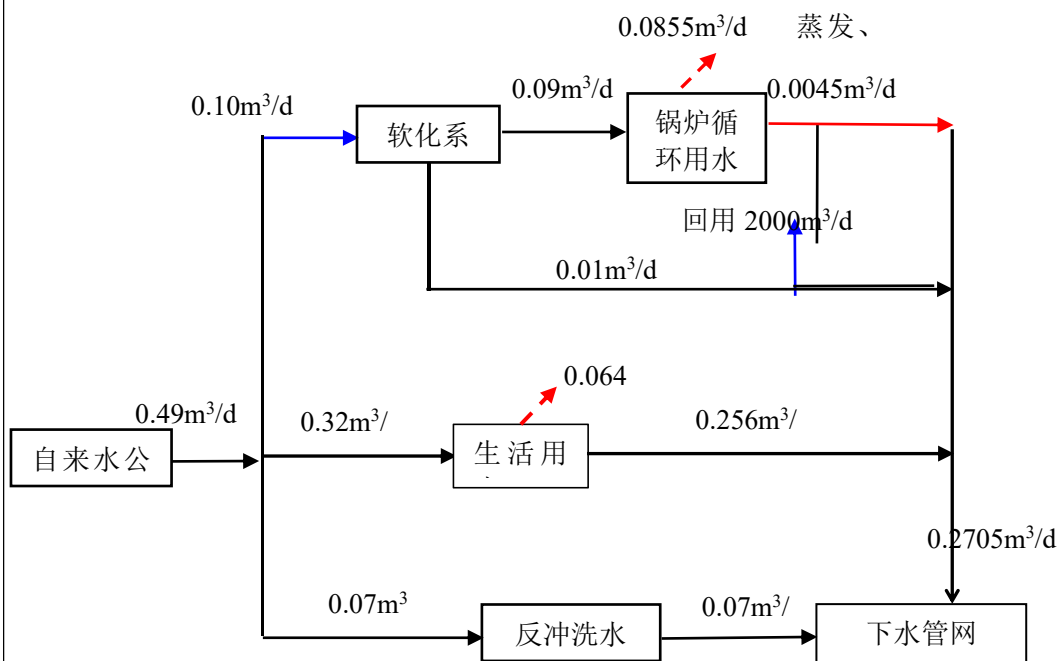 0.0855m³/d 蒸发、
0.10m³/d
0.09m³/d
0.0045m³/d
软化系
锅炉循
环用水
回用 2000m³/d
0.01m³/d
0.064
0.49m³/d
0.32m³/
0.256m³/
自来水公
生活用
0.2705m³/d
0.07m³
0.07m³/
反冲洗水
下水管网